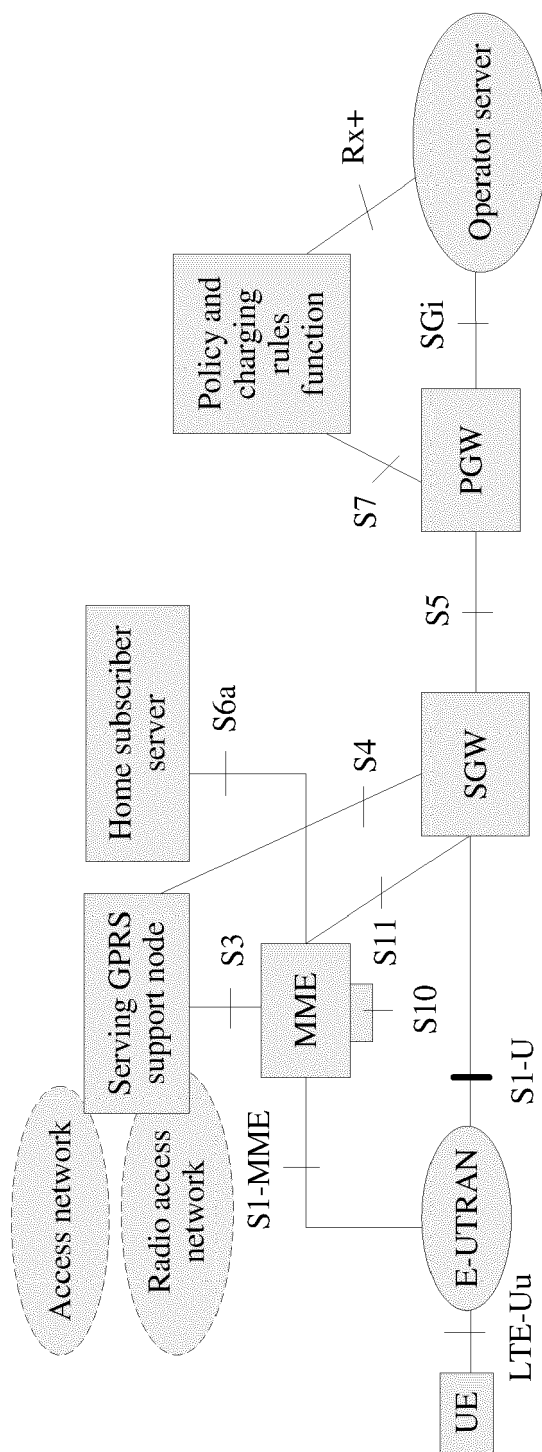 Access network
Radio access
network
Serving GPRS
support node
Home subscriber
server
S3
S6a
S1-MME
MME
S10
S11
S4
Policy and
charging
rules
function
S7
Rx+
UE
LTE-Uu
E-UTRAN
S1-U
SGW
S5
PGW
SGi
Operator server